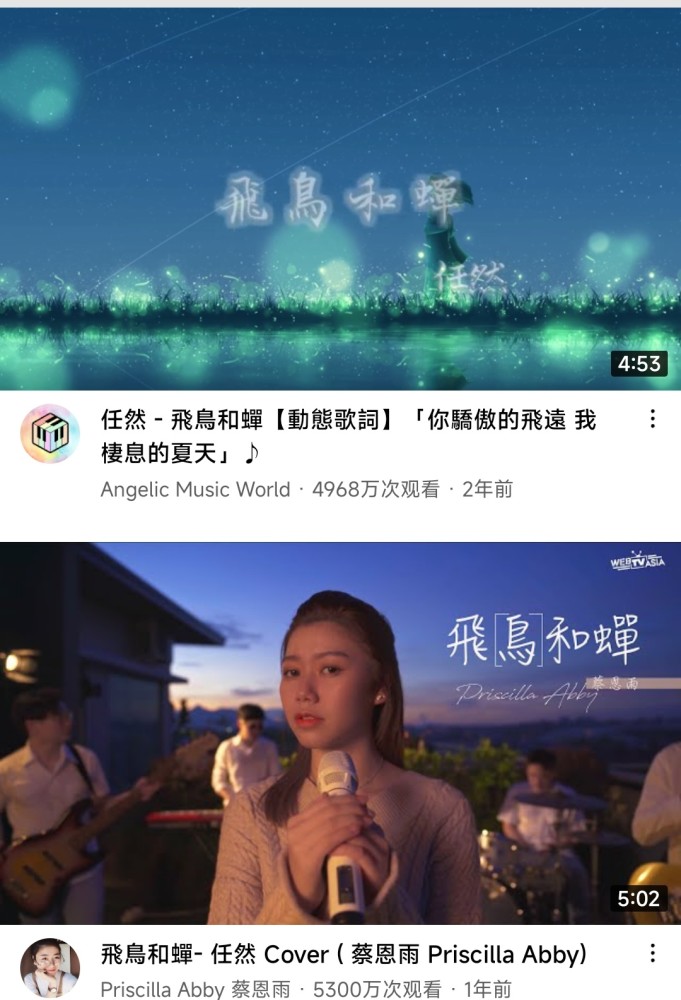 飛鳥和蟬
任然
4:53
任然 - 飛鳥和蟬【動態歌詞】「你驕傲的飛遠 我
棲息的夏天」♪
Angelic Music World · 4968万次观看 · 2年前
WEBTVASIA
飛[鳥]和蟬
Priscilla Abby 蔡恩雨
5:02
飛鳥和蟬- 任然 Cover ( 蔡恩雨 Priscilla Abby)
Priscilla Abby 蔡恩雨 · 5300万次观看 · 1年前